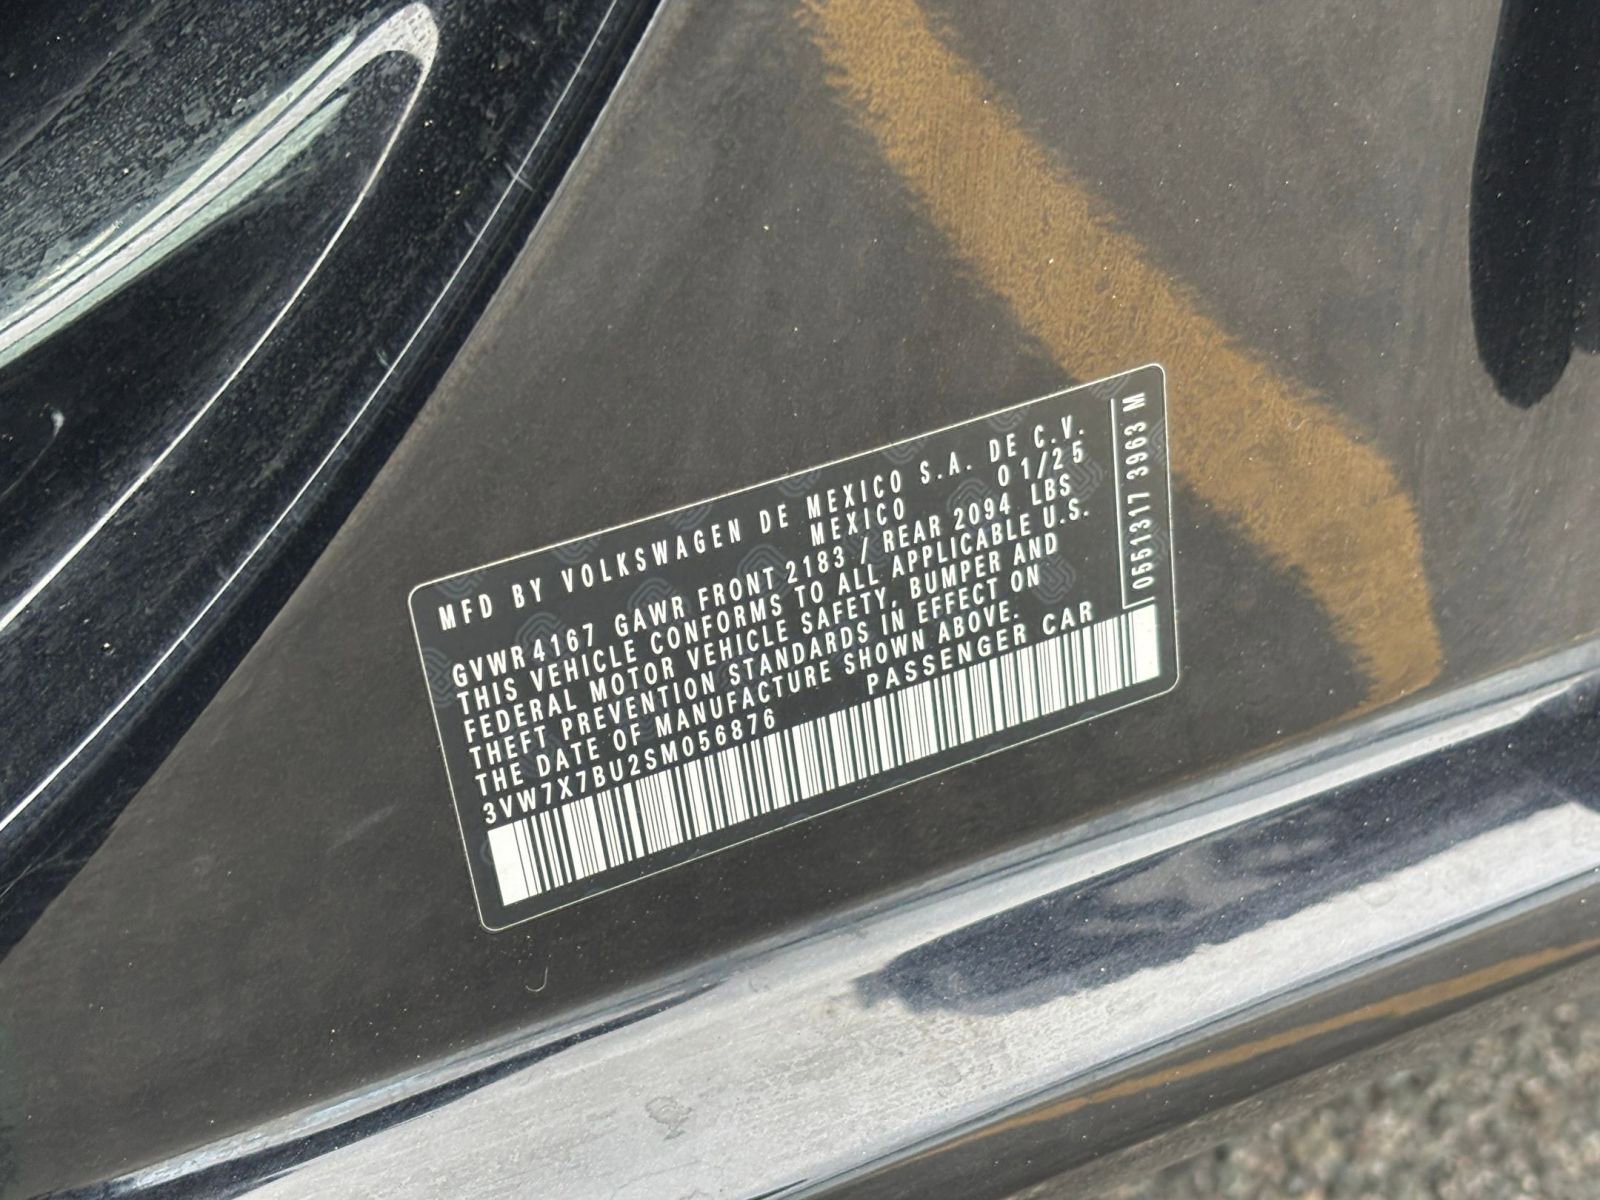 MFD BY VOLKSWAGEN DE MEXICO S.A. DE C.V.
MEXICO 01/25
GVWR 4167 GAWR FRONT 2183 / REAR 2094 LBS
THIS VEHICLE CONFORMS TO ALL APPLICABLE U.S.
FEDERAL MOTOR VEHICLE SAFETY, BUMPER AND
THEFT PREVENTION STANDARDS IN EFFECT ON
THE DATE OF MANUFACTURE SHOWN ABOVE.
3VW7X7BU2SM056876 PASSENGER CAR
0551317 3963 M